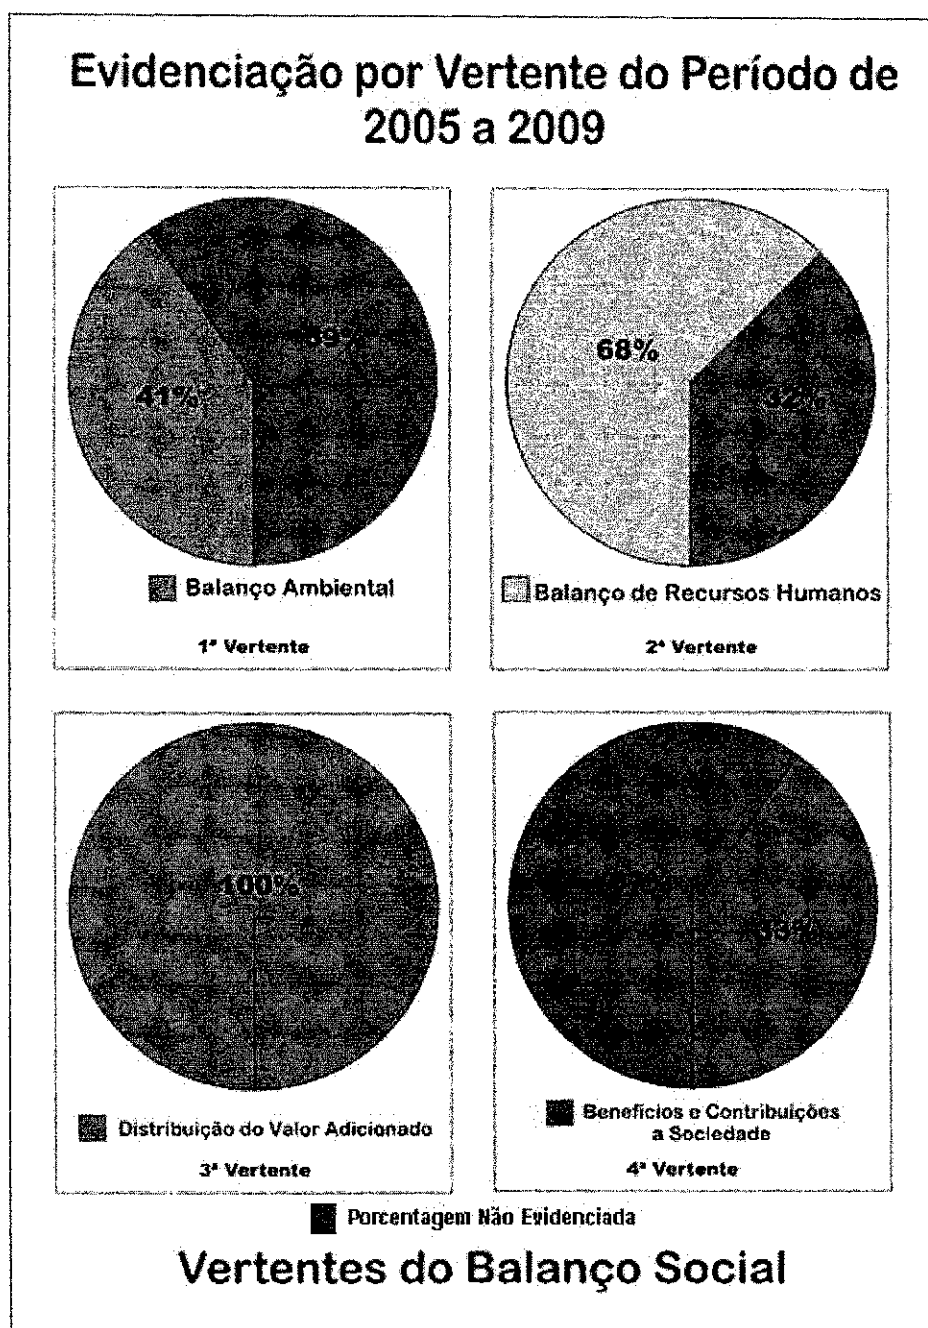 Evidenciação por Vertente do Período de
2005 a 2009
59%
41%
Balanço Ambiental
1ª Vertente
68%
32%
Balanço de Recursos Humanos
2ª Vertente
100%
Distribuição do Valor Adicionado
3ª Vertente
33%
Benefícios e Contribuições
a Sociedade
4ª Vertente
Porcentagem Não Evidenciada
Vertentes do Balanço Social